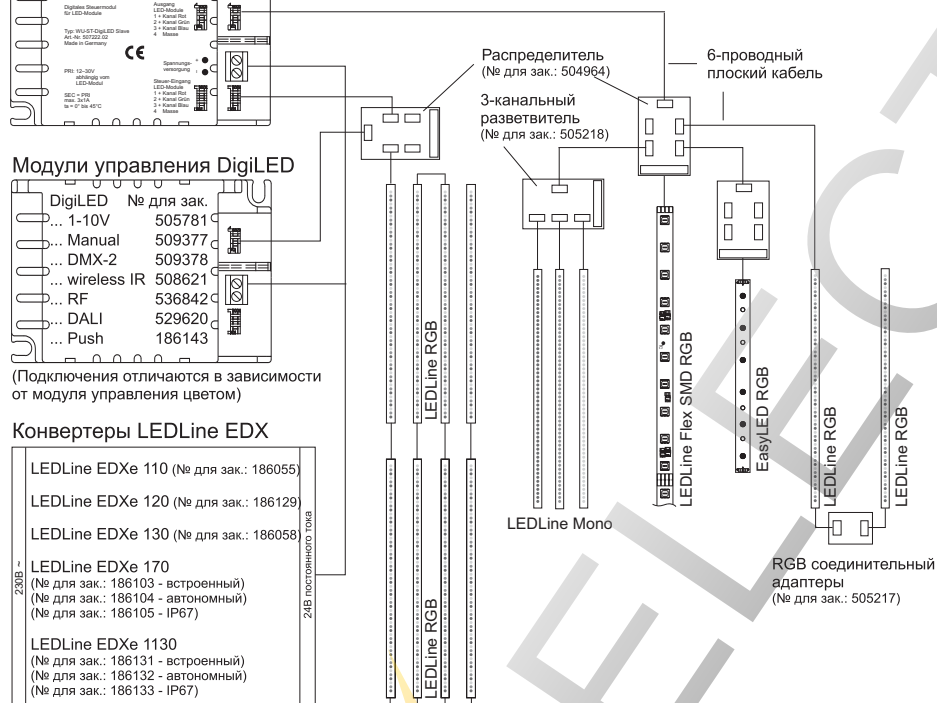 Digitales Steuermodul
für LED-Module
Typ: WU-ST-DigiLED Slave
Art.-Nr. 507222.02
Made in Germany
CE
PRI: 12–30V
abhängig vom
LED-Modul
SEC = PRI
max. 3x1A
ta = 0° bis 45°C
Ausgang
LED-Module
1 + Kanal Rot
2 + Kanal Grün
3 + Kanal Blau
4 Masse
Spannungs-
versorgung
Steuer-Eingang
LED-Module
1 + Kanal Rot
2 + Kanal Grün
3 + Kanal Blau
4 Masse
Распределитель
(№ для зак.: 504964)
6-проводный
плоский кабель
3-канальный
разветвитель
(№ для зак.: 505218)
Модули управления DigiLED
DigiLED № для зак.
... 1-10V 505781
... Manual 509377
... DMX-2 509378
... wireless IR 508621
... RF 536842
... DALI 529620
... Push 186143
(Подключения отличаются в зависимости
от модуля управления цветом)
Конвертеры LEDLine EDX
LEDLine EDXe 110 (№ для зак.: 186055)
LEDLine EDXe 120 (№ для зак.: 186129)
LEDLine EDXe 130 (№ для зак.: 186058)
LEDLine EDXe 170
(№ для зак.: 186103 - встроенный)
(№ для зак.: 186104 - автономный)
(№ для зак.: 186105 - IP67)
LEDLine EDXe 1130
(№ для зак.: 186131 - встроенный)
(№ для зак.: 186132 - автономный)
(№ для зак.: 186133 - IP67)
230В ~
24В постоянного тока
LEDLine RGB
LEDLine RGB
LEDLine Mono
LEDLine Flex SMD RGB
EasyLED RGB
LEDLine RGB
LEDLine RGB
RGB соединительный
адаптеры
(№ для зак.: 505217)
ELECT